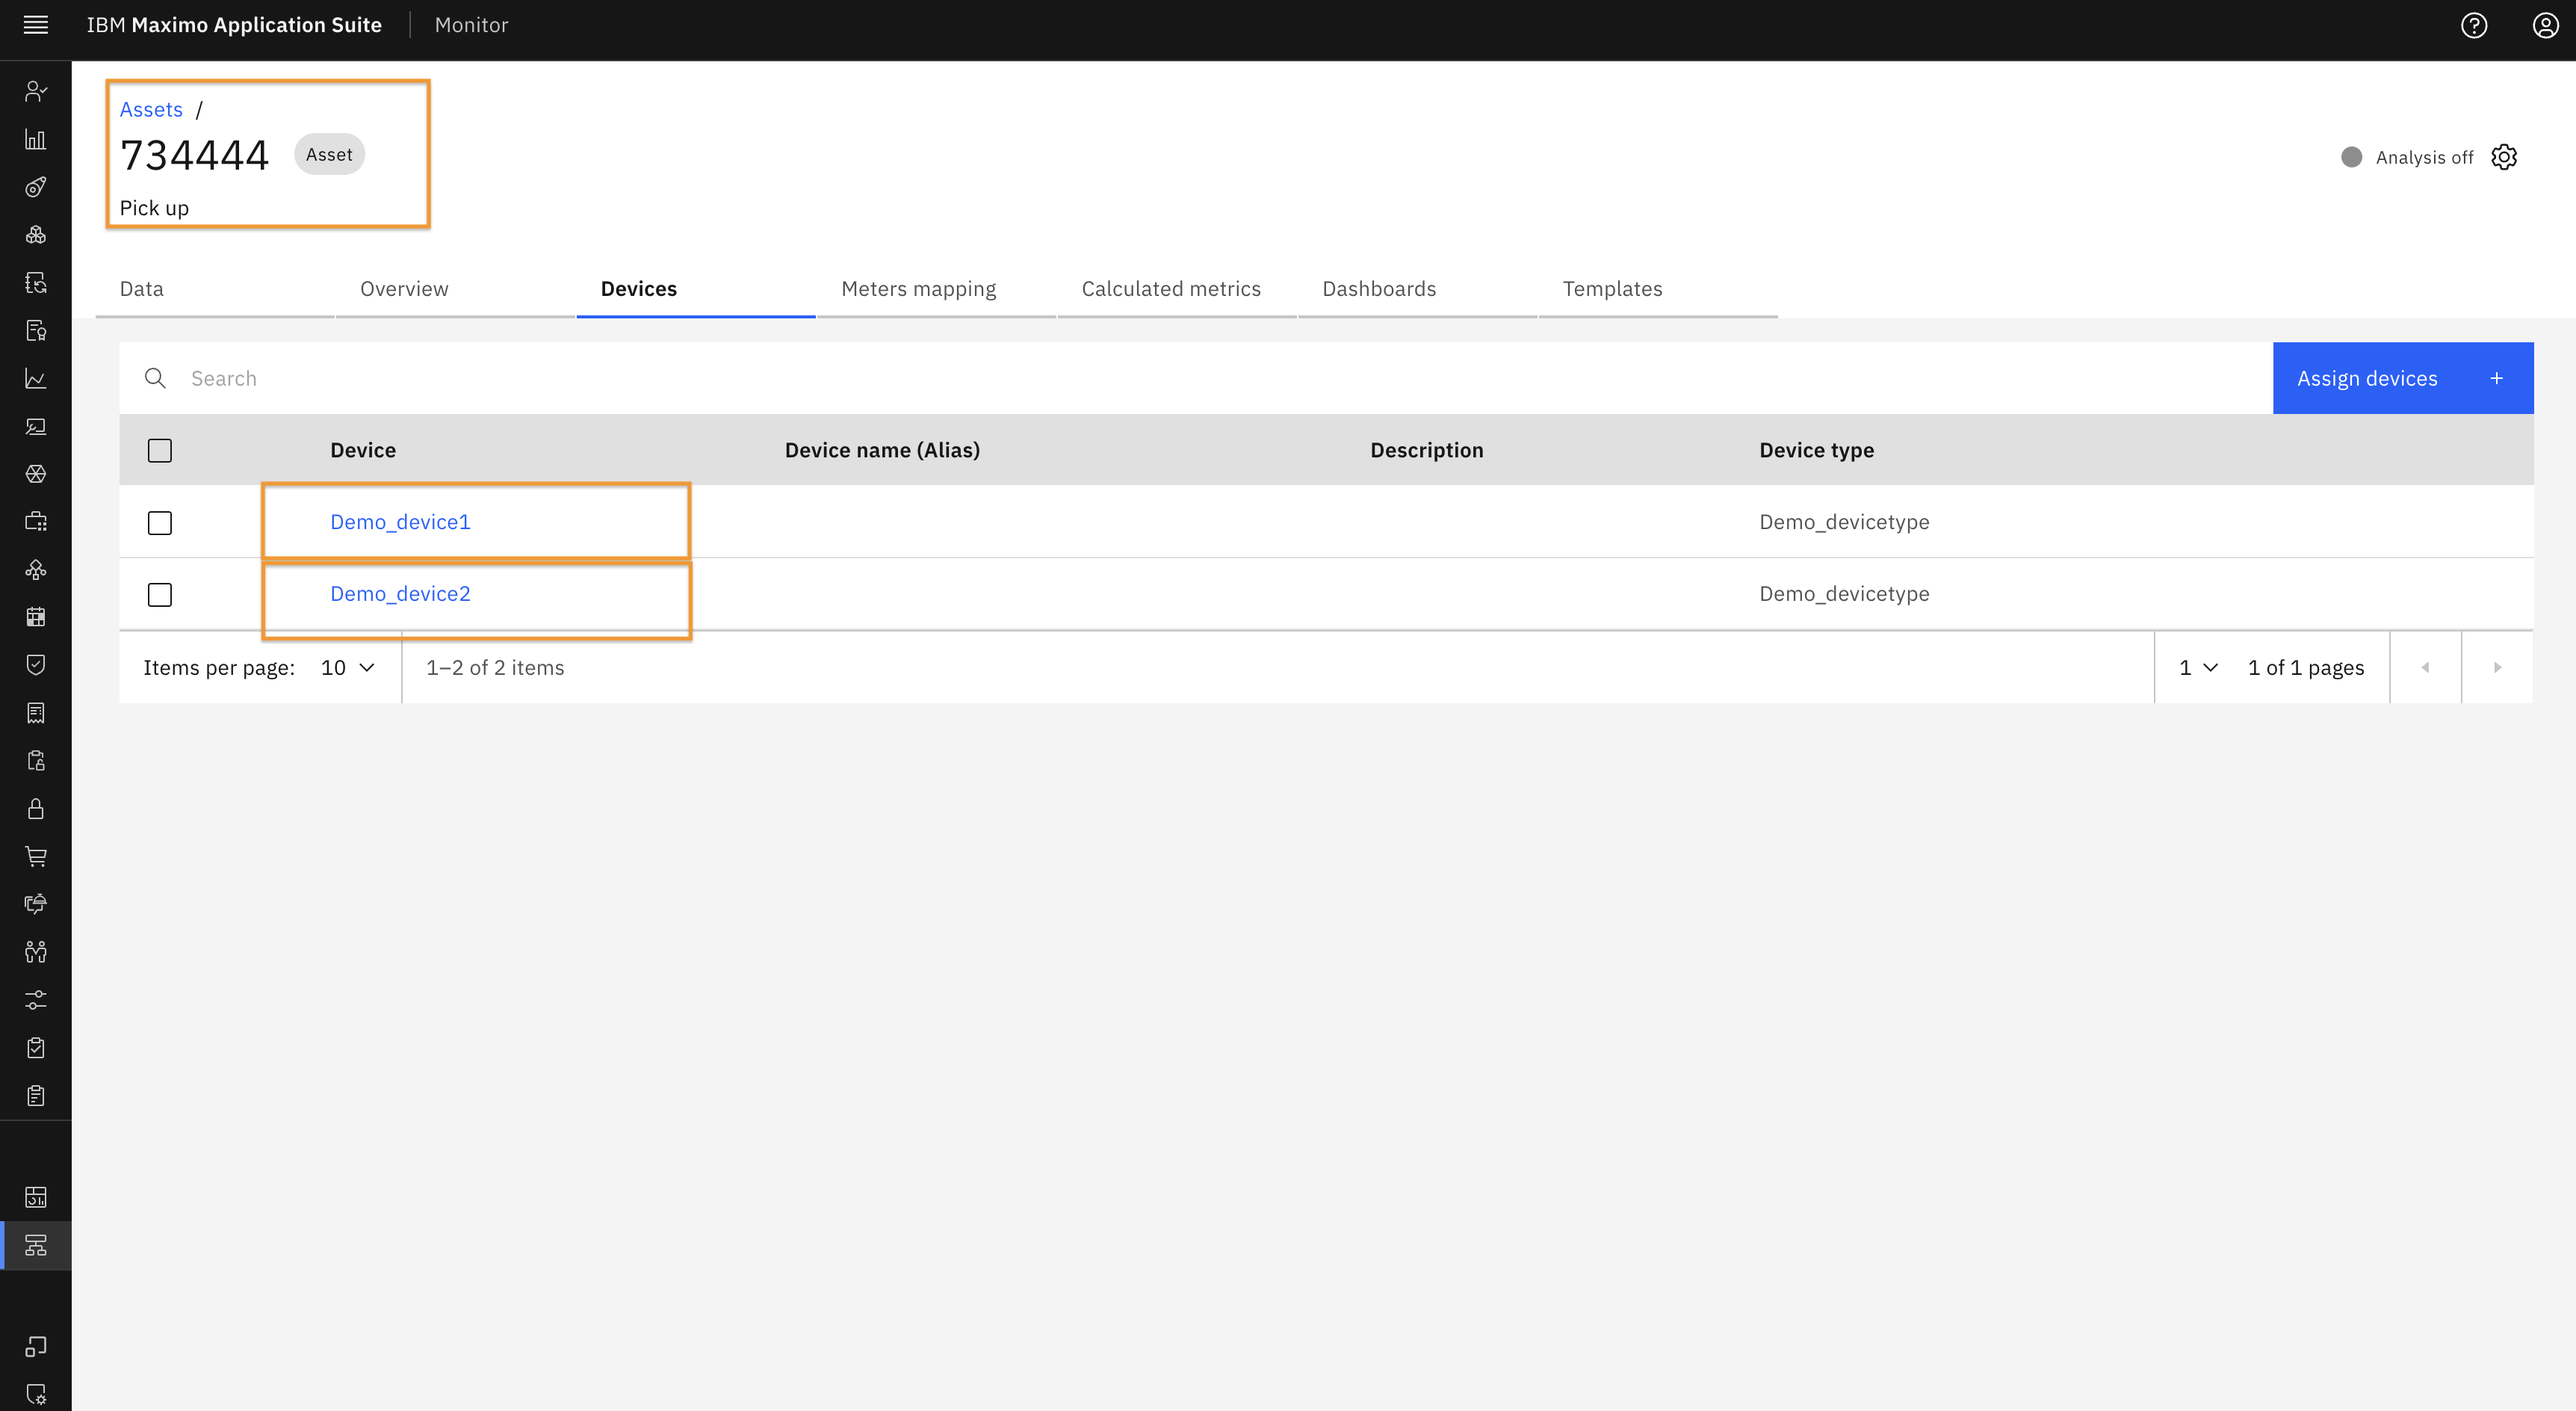 IBM Maximo Application Suite | Monitor
Assets /
734444 Asset
Pick up
Analysis off
Data Overview Devices Meters mapping Calculated metrics Dashboards Templates
Search
Assign devices +
Device Device name (Alias) Description Device type
Demo_device1 Demo_devicetype
Demo_device2 Demo_devicetype
Items per page: 10 1–2 of 2 items 1 1 of 1 pages